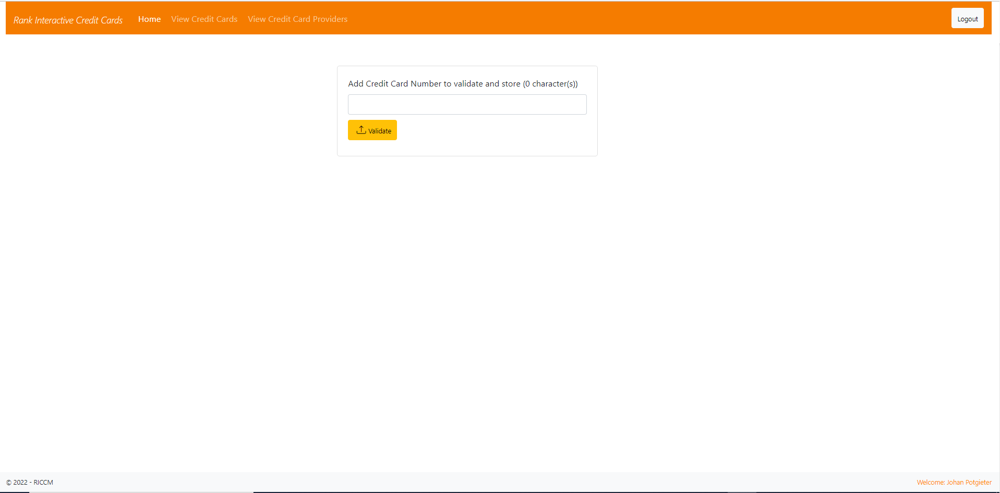 Rank Interactive Credit Cards Home View Credit Cards View Credit Card Providers Logout
Add Credit Card Number to validate and store (0 character(s))
Validate
© 2022 - RICCM Welcome: Johan Potgieter